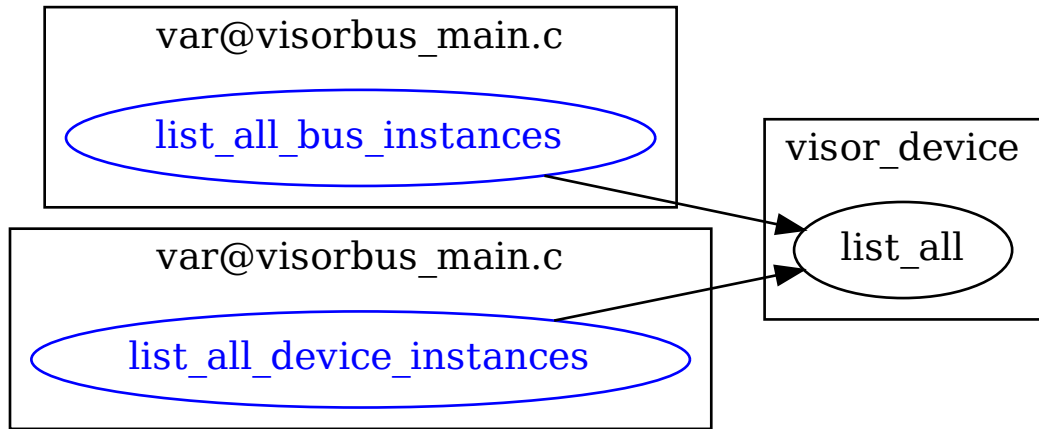 var@visorbus_main.c
list_all_bus_instances
var@visorbus_main.c
list_all_device_instances
visor_device
list_all